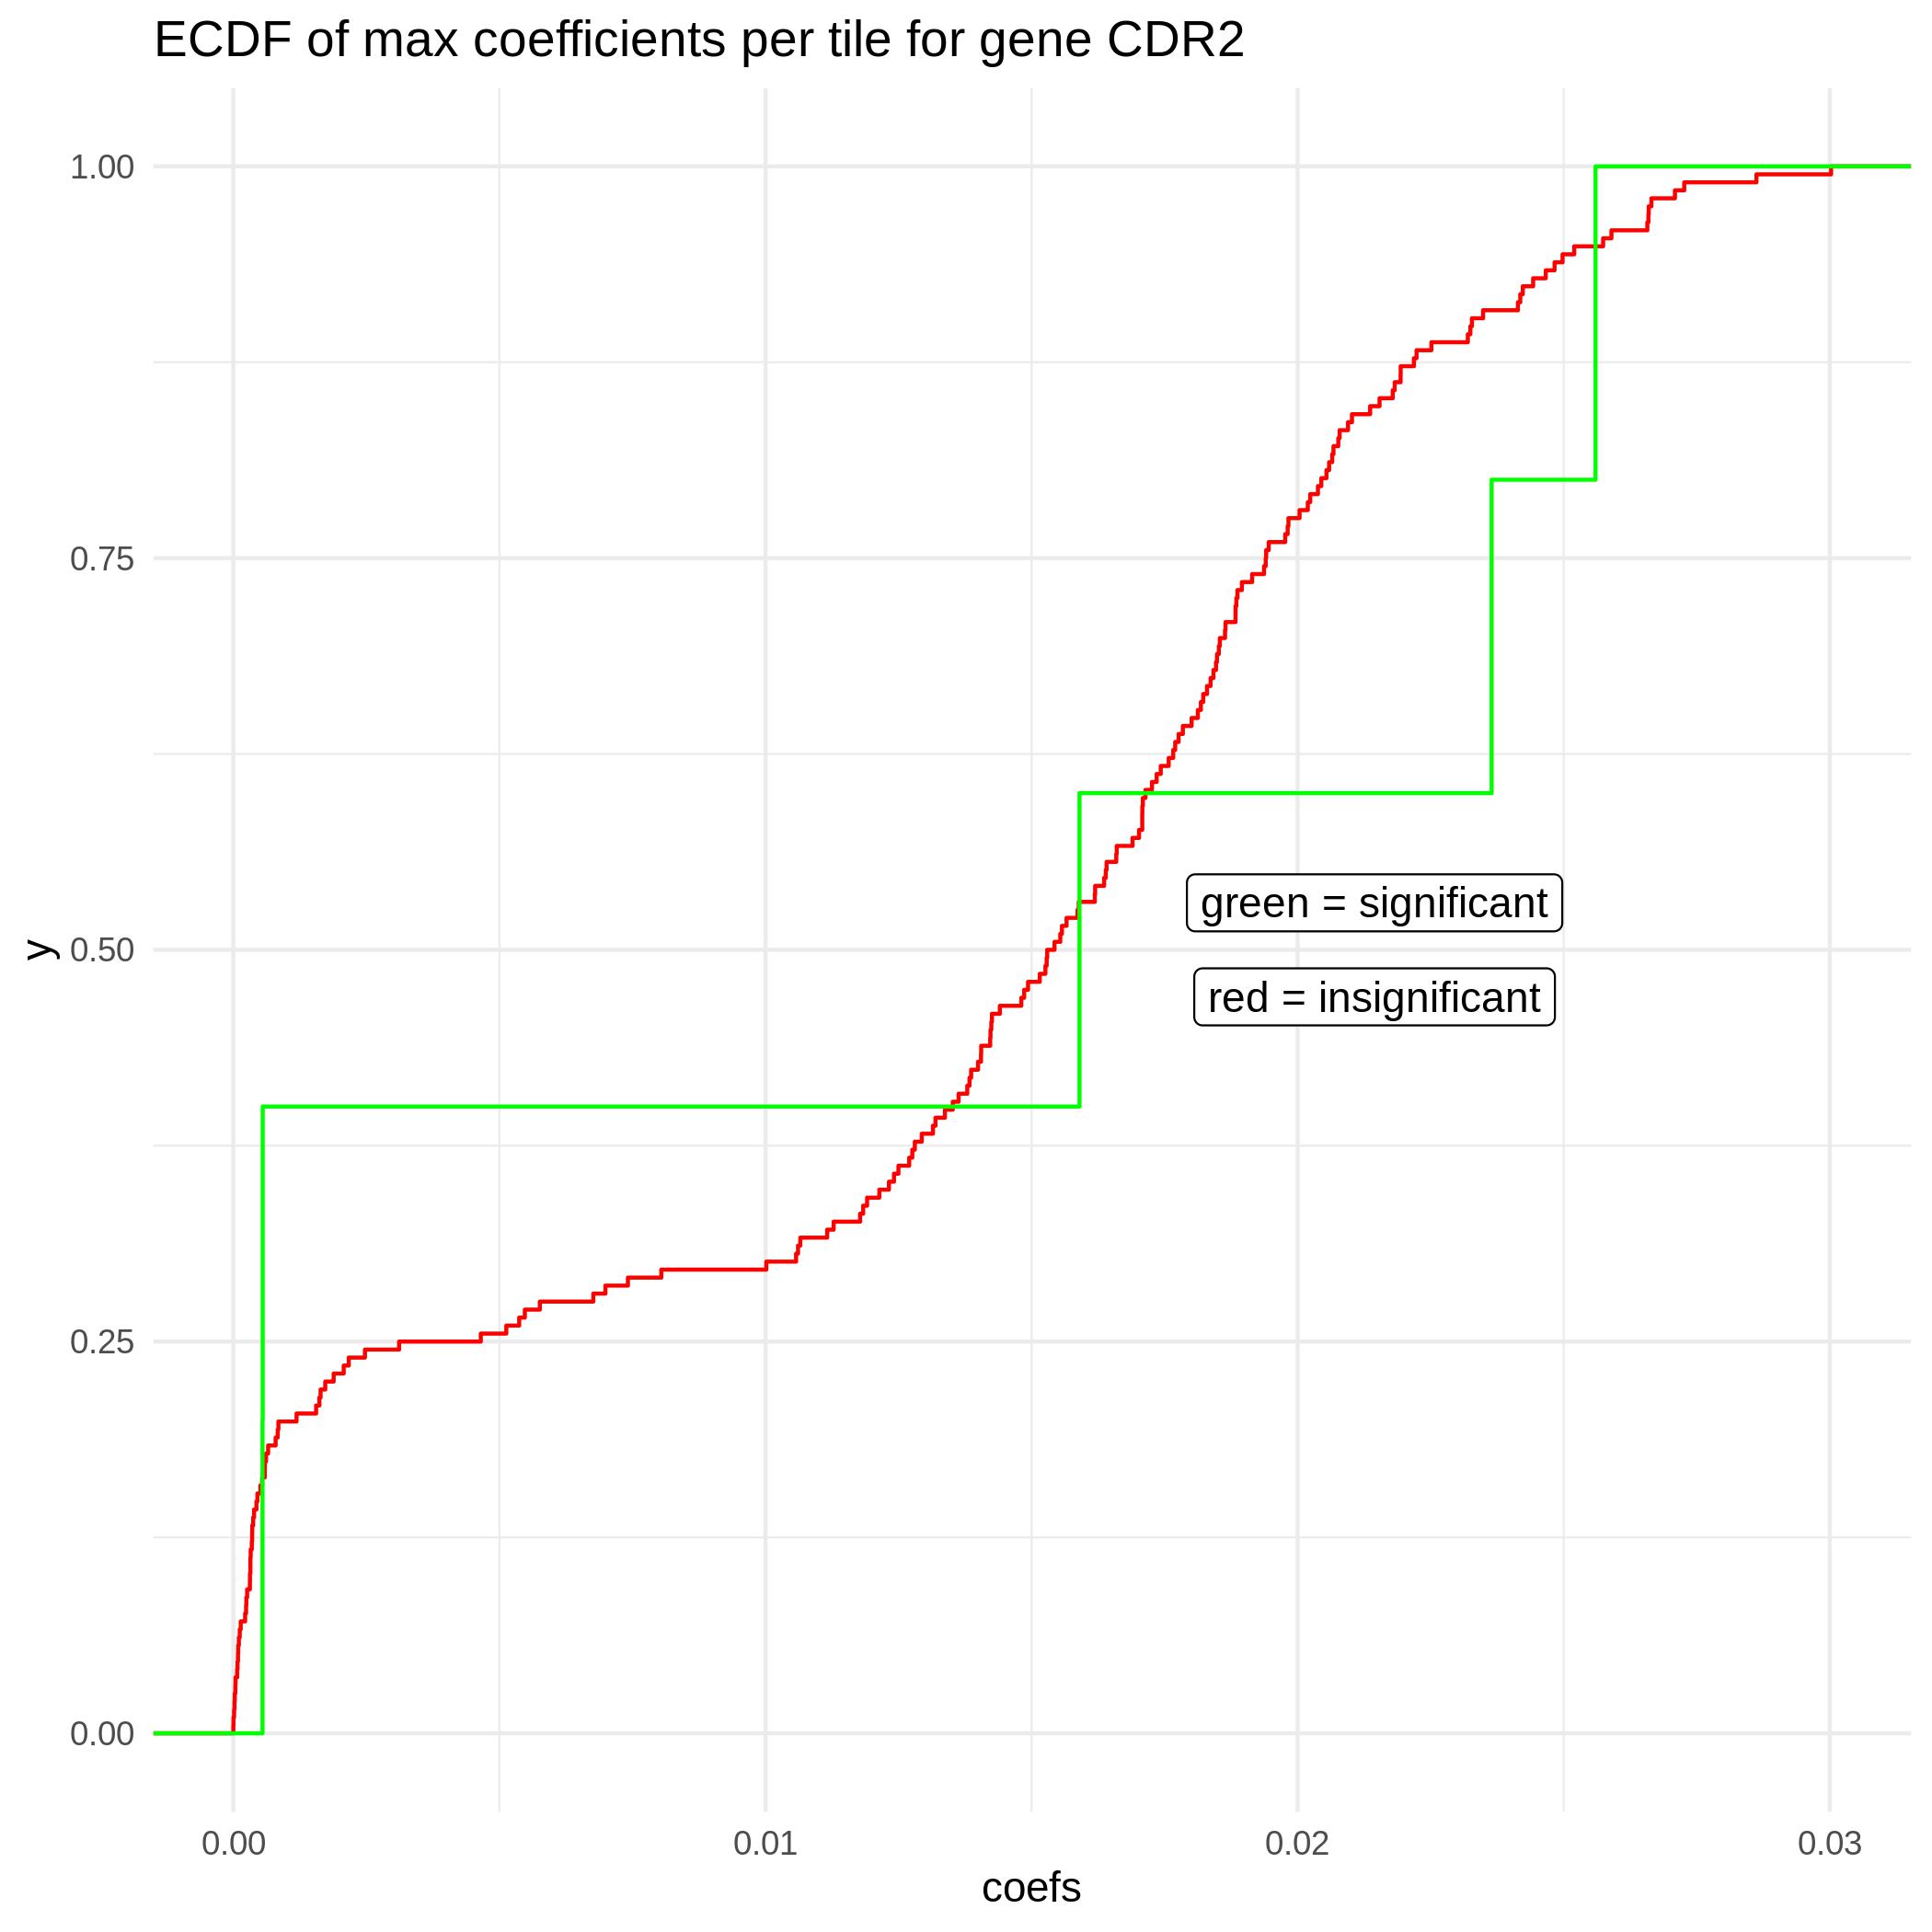 ECDF of max coefficients per tile for gene CDR2
1.00
0.75
0.50
0.25
0.00
y
green = significant
red = insignificant
0.00 0.01 0.02 0.03
coefs